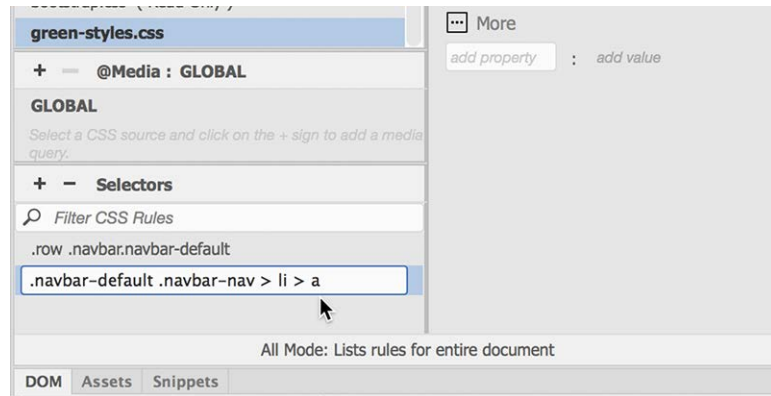 green-styles.css
+ − @Media : GLOBAL
GLOBAL
Select a CSS source and click on the + sign to add a media
query.
+ − Selectors
Filter CSS Rules
.row .navbar.navbar-default
.navbar-default .navbar-nav > li > a
More
add property : add value
All Mode: Lists rules for entire document
DOM Assets Snippets